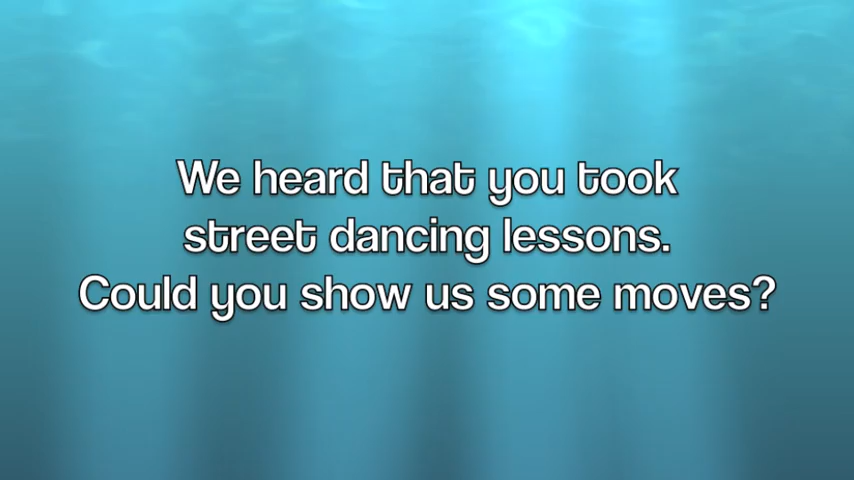 We heard that you took
street dancing lessons.
Could you show us some moves?